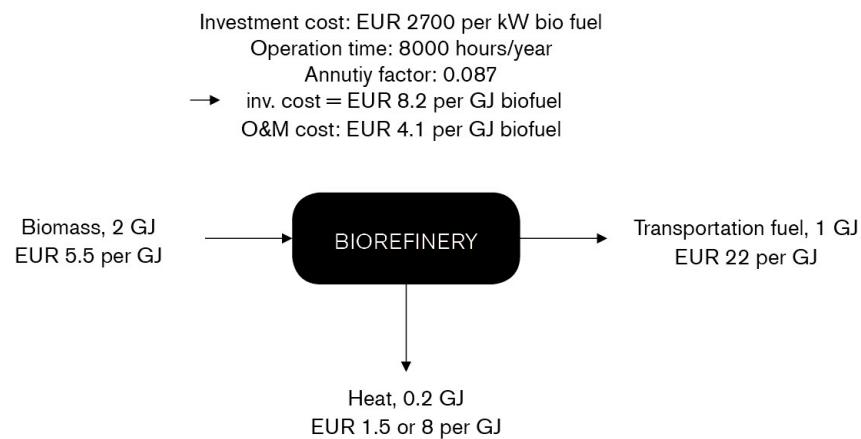 Investment cost: EUR 2700 per kW bio fuel
Operation time: 8000 hours/year
Annutiy factor: 0.087
inv. cost = EUR 8.2 per GJ biofuel
O&M cost: EUR 4.1 per GJ biofuel
Biomass, 2 GJ
EUR 5.5 per GJ
BIOREFINERY
Transportation fuel, 1 GJ
EUR 22 per GJ
Heat, 0.2 GJ
EUR 1.5 or 8 per GJ